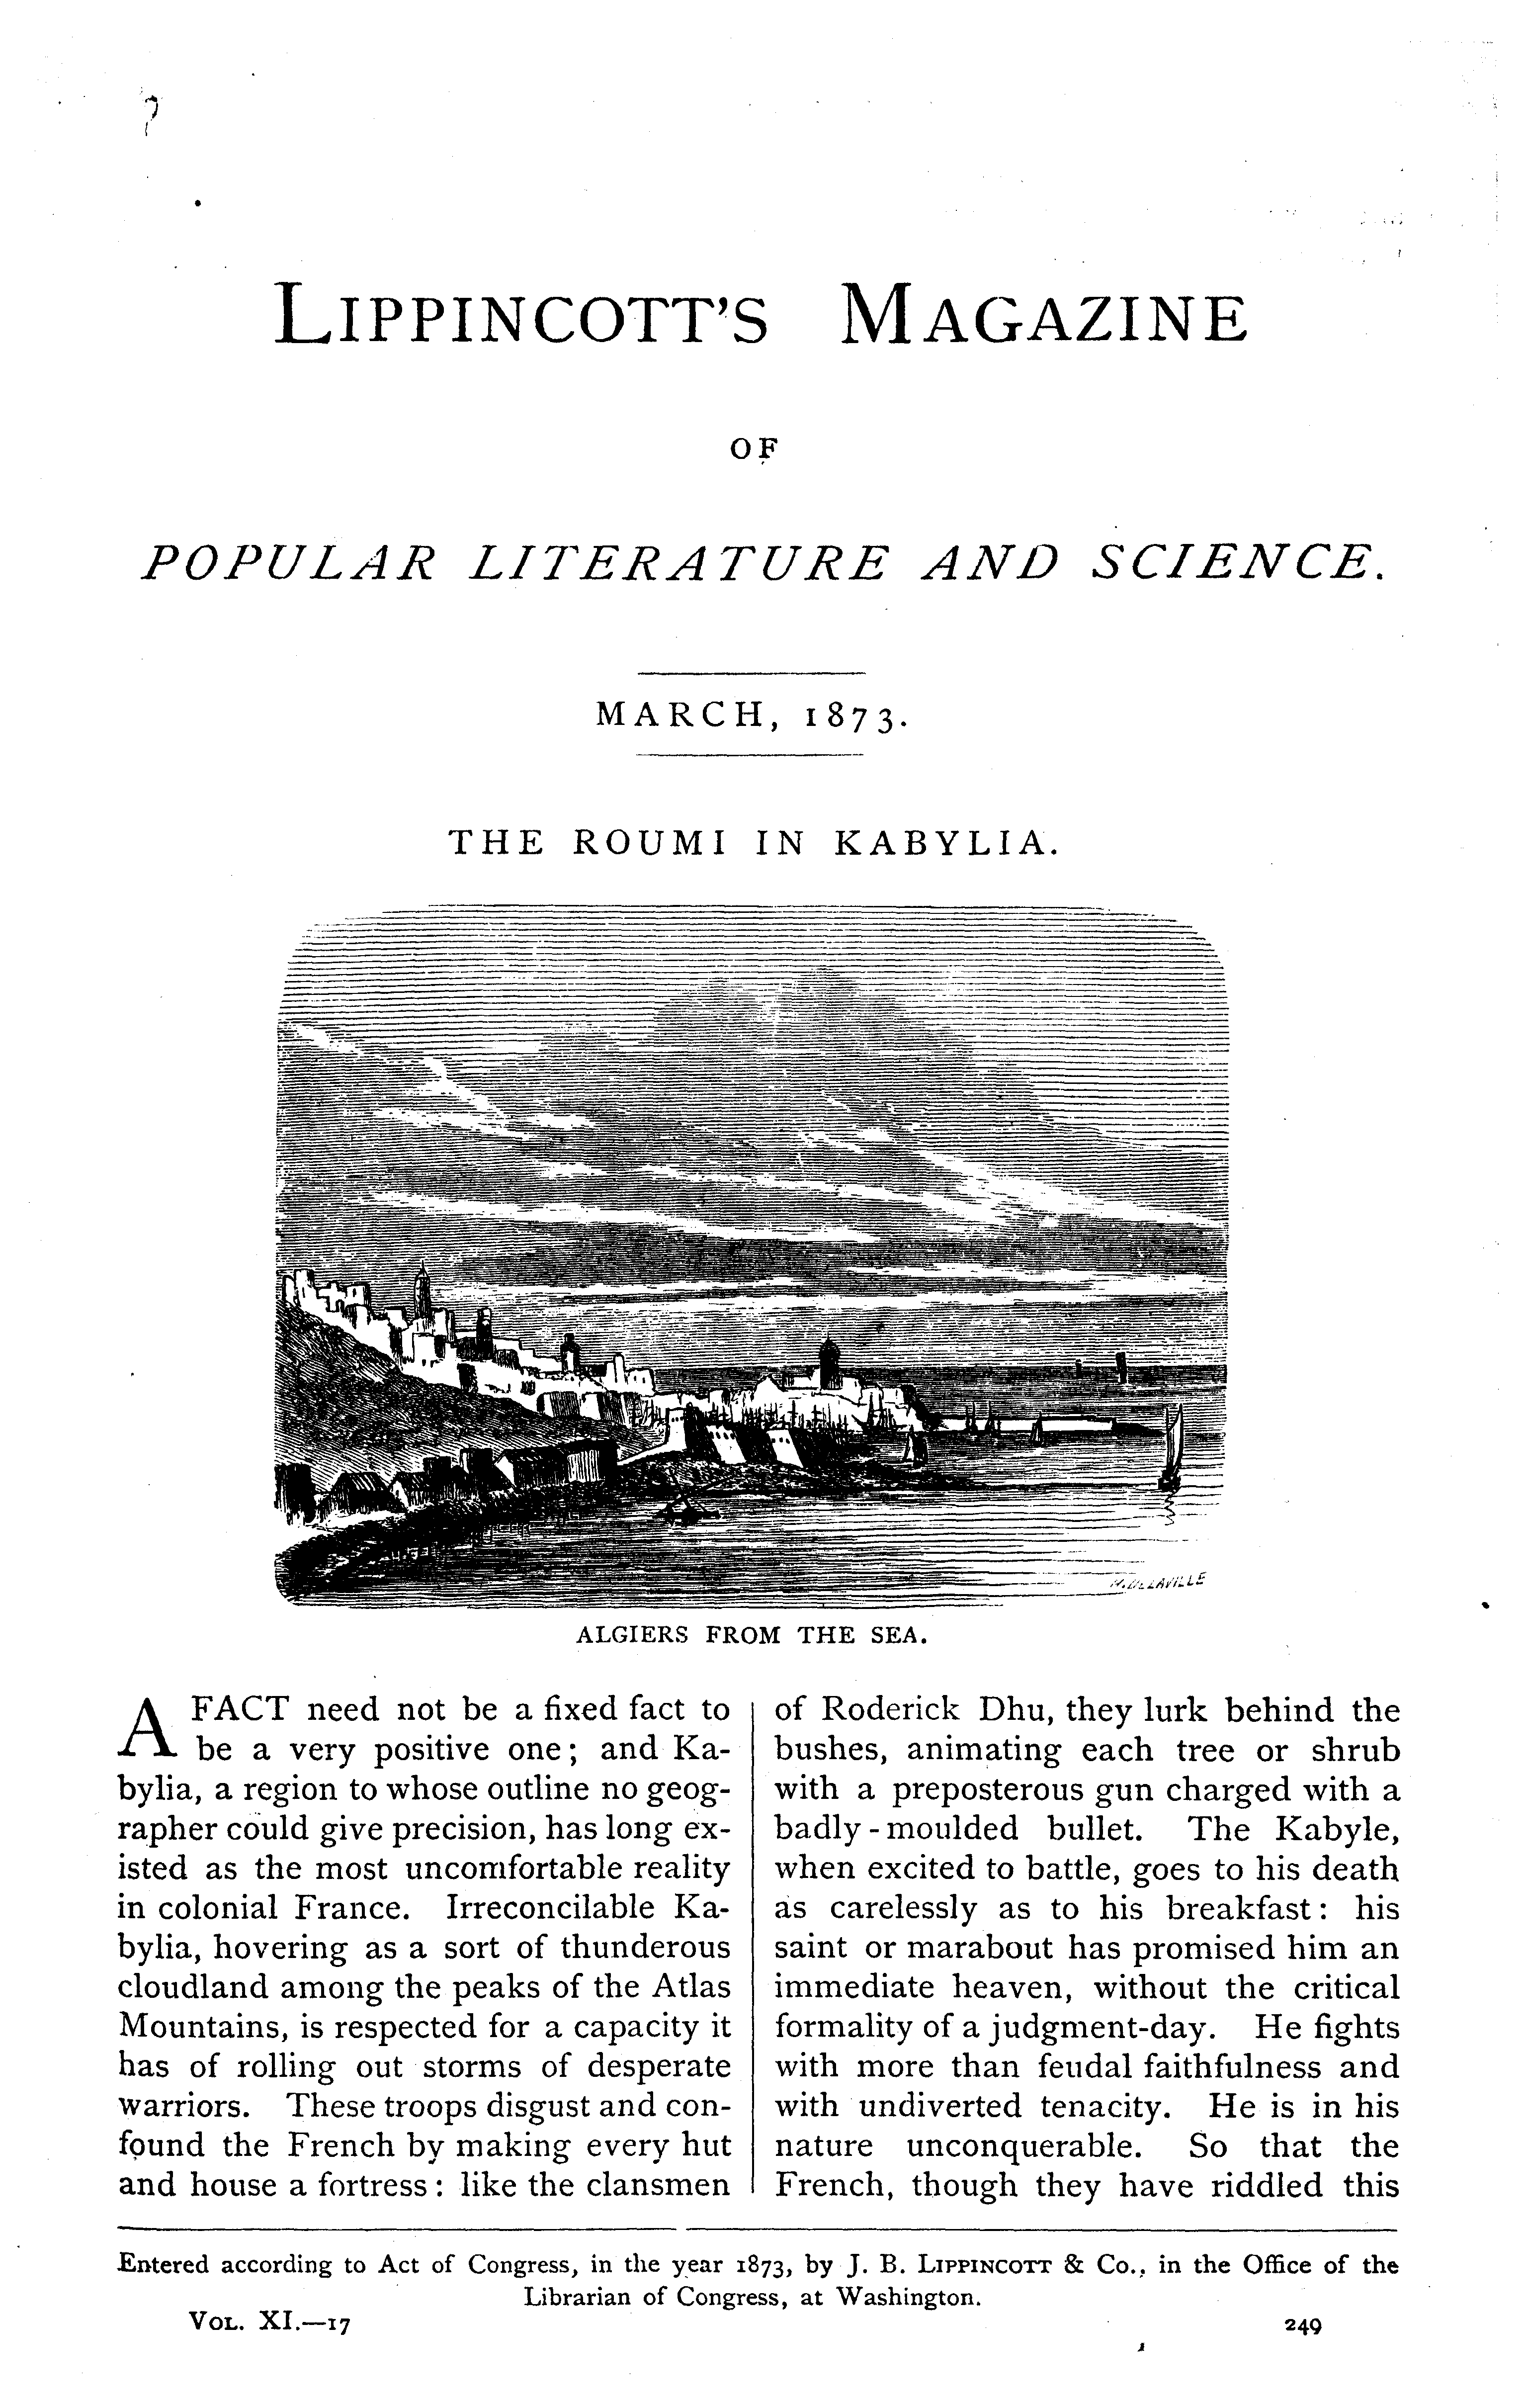 LIPPINCOTT'S MAGAZINE
OF
POPULAR LITERATURE AND SCIENCE.
MARCH, 1873.
THE ROUMI IN KABYLIA.
ALGIERS FROM THE SEA.
A FACT need not be a fixed fact to
be a very positive one; and Ka-
bylia, a region to whose outline no geog-
rapher could give precision, has long ex-
isted as the most uncomfortable reality
in colonial France. Irreconcilable Ka-
bylia, hovering as a sort of thunderous
cloudland among the peaks of the Atlas
Mountains, is respected for a capacity it
has of rolling out storms of desperate
warriors. These troops disgust and con-
found the French by making every hut
and house a fortress: like the clansmen
of Roderick Dhu, they lurk behind the
bushes, animating each tree or shrub
with a preposterous gun charged with a
badly-moulded bullet. The Kabyle,
when excited to battle, goes to his death
as carelessly as to his breakfast: his
saint or marabout has promised him an
immediate heaven, without the critical
formality of a judgment-day. He fights
with more than feudal faithfulness and
with undiverted tenacity. He is in his
nature unconquerable. So that the
French, though they have riddled this
Entered according to Act of Congress, in the year 1873, by J. B. LIPPINCOTT & Co., in the Office of the
Librarian of Congress, at Washington.
VOL. XI.—17
249